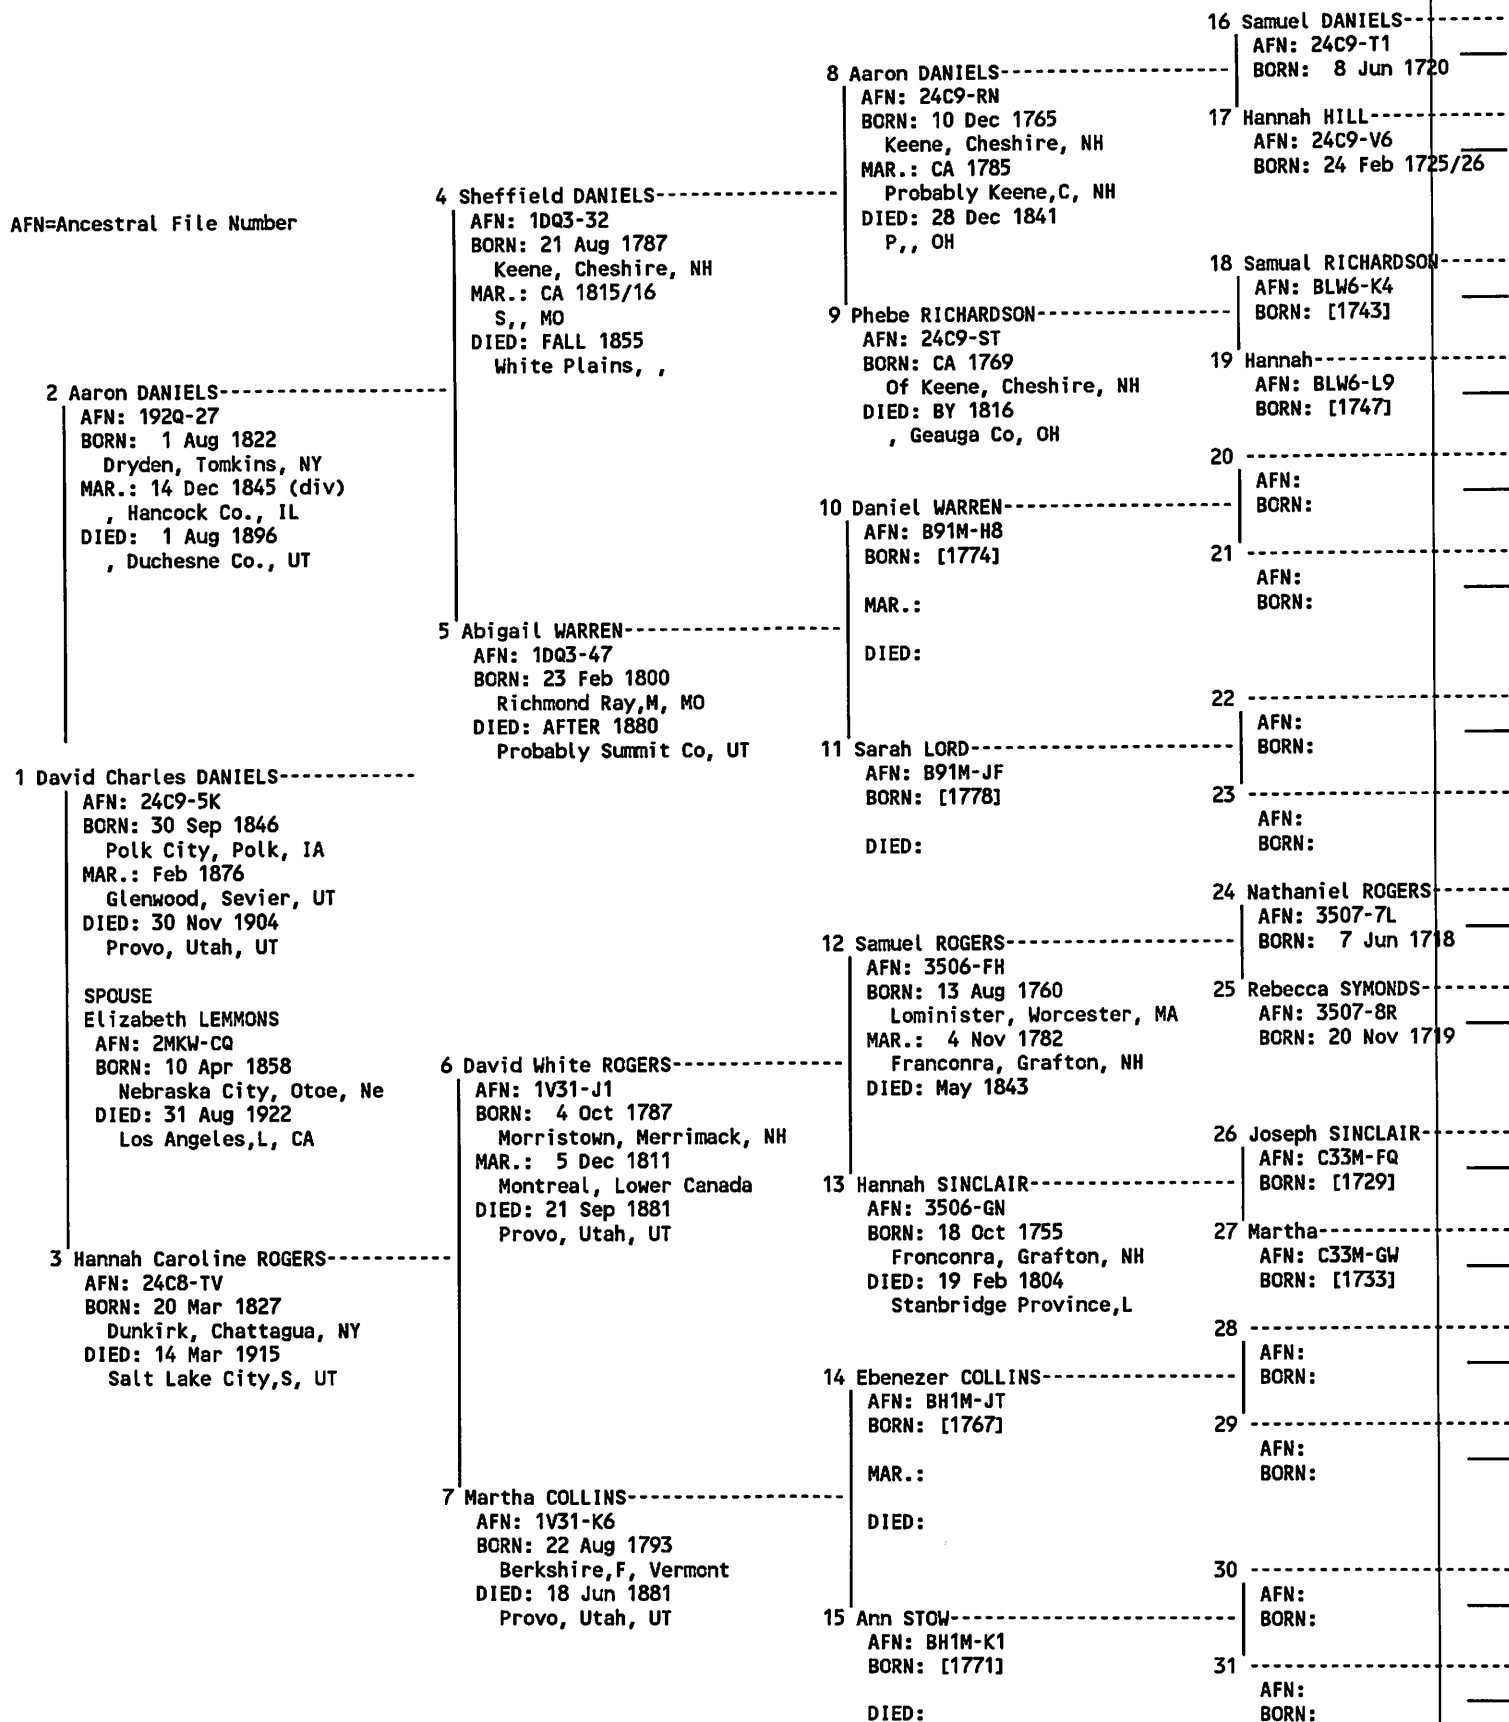 AFN=Ancestral File Number
1 David Charles DANIELS------------
AFN: 24C9-5K
BORN: 30 Sep 1846
Polk City, Polk, IA
MAR.: Feb 1876
Glenwood, Sevier, UT
DIED: 30 Nov 1904
Provo, Utah, UT
SPOUSE
Elizabeth LEMMONS
AFN: 2MKW-CQ
BORN: 10 Apr 1858
Nebraska City, Otoe, Ne
DIED: 31 Aug 1922
Los Angeles,L, CA
2 Aaron DANIELS--------------------
AFN: 192Q-27
BORN: 1 Aug 1822
Dryden, Tomkins, NY
MAR.: 14 Dec 1845 (div)
, Hancock Co., IL
DIED: 1 Aug 1896
, Duchesne Co., UT
3 Hannah Caroline ROGERS----------
AFN: 24C8-TV
BORN: 20 Mar 1827
Dunkirk, Chattagua, NY
DIED: 14 Mar 1915
Salt Lake City,S, UT
4 Sheffield DANIELS---------------
AFN: 1DQ3-32
BORN: 21 Aug 1787
Keene, Cheshire, NH
MAR.: CA 1815/16
S,, MO
DIED: FALL 1855
White Plains, ,
5 Abigail WARREN------------------
AFN: 1DQ3-47
BORN: 23 Feb 1800
Richmond Ray,M, MO
DIED: AFTER 1880
Probably Summit Co, UT
6 David White ROGERS--------------
AFN: 1V31-J1
BORN: 4 Oct 1787
Morristown, Merrimack, NH
MAR.: 5 Dec 1811
Montreal, Lower Canada
DIED: 21 Sep 1881
Provo, Utah, UT
7 Martha COLLINS------------------
AFN: 1V31-K6
BORN: 22 Aug 1793
Berkshire,F, Vermont
DIED: 18 Jun 1881
Provo, Utah, UT
8 Aaron DANIELS-------------------
AFN: 24C9-RN
BORN: 10 Dec 1765
Keene, Cheshire, NH
MAR.: CA 1785
Probably Keene,C, NH
DIED: 28 Dec 1841
P,, OH
9 Phebe RICHARDSON----------------
AFN: 24C9-ST
BORN: CA 1769
Of Keene, Cheshire, NH
DIED: BY 1816
, Geauga Co, OH
10 Daniel WARREN-------------------
AFN: B91M-H8
BORN: [1774]
MAR.:
DIED:
11 Sarah LORD----------------------
AFN: B91M-JF
BORN: [1778]
DIED:
12 Samuel ROGERS-------------------
AFN: 3506-FH
BORN: 13 Aug 1760
Lominister, Worcester, MA
MAR.: 4 Nov 1782
Franconra, Grafton, NH
DIED: May 1843
13 Hannah SINCLAIR-----------------
AFN: 3506-GN
BORN: 18 Oct 1755
Fronconra, Grafton, NH
DIED: 19 Feb 1804
Stanbridge Province,L
14 Ebenezer COLLINS----------------
AFN: BH1M-JT
BORN: [1767]
MAR.:
DIED:
15 Ann STOW------------------------
AFN: BH1M-K1
BORN: [1771]
DIED:
16 Samuel DANIELS---------
AFN: 24C9-T1
BORN: 8 Jun 1720
17 Hannah HILL------------
AFN: 24C9-V6
BORN: 24 Feb 1725/26
18 Samual RICHARDSON------
AFN: BLW6-K4
BORN: [1743]
19 Hannah-----------------
AFN: BLW6-L9
BORN: [1747]
20 -----------------------
AFN:
BORN:
21 -----------------------
AFN:
BORN:
22 -----------------------
AFN:
BORN:
23 -----------------------
AFN:
BORN:
24 Nathaniel ROGERS-------
AFN: 3507-7L
BORN: 7 Jun 1718
25 Rebecca SYMONDS--------
AFN: 3507-8R
BORN: 20 Nov 1719
26 Joseph SINCLAIR--------
AFN: C33M-FQ
BORN: [1729]
27 Martha-----------------
AFN: C33M-GW
BORN: [1733]
28 -----------------------
AFN:
BORN:
29 -----------------------
AFN:
BORN:
30 -----------------------
AFN:
BORN:
31 -----------------------
AFN:
BORN: